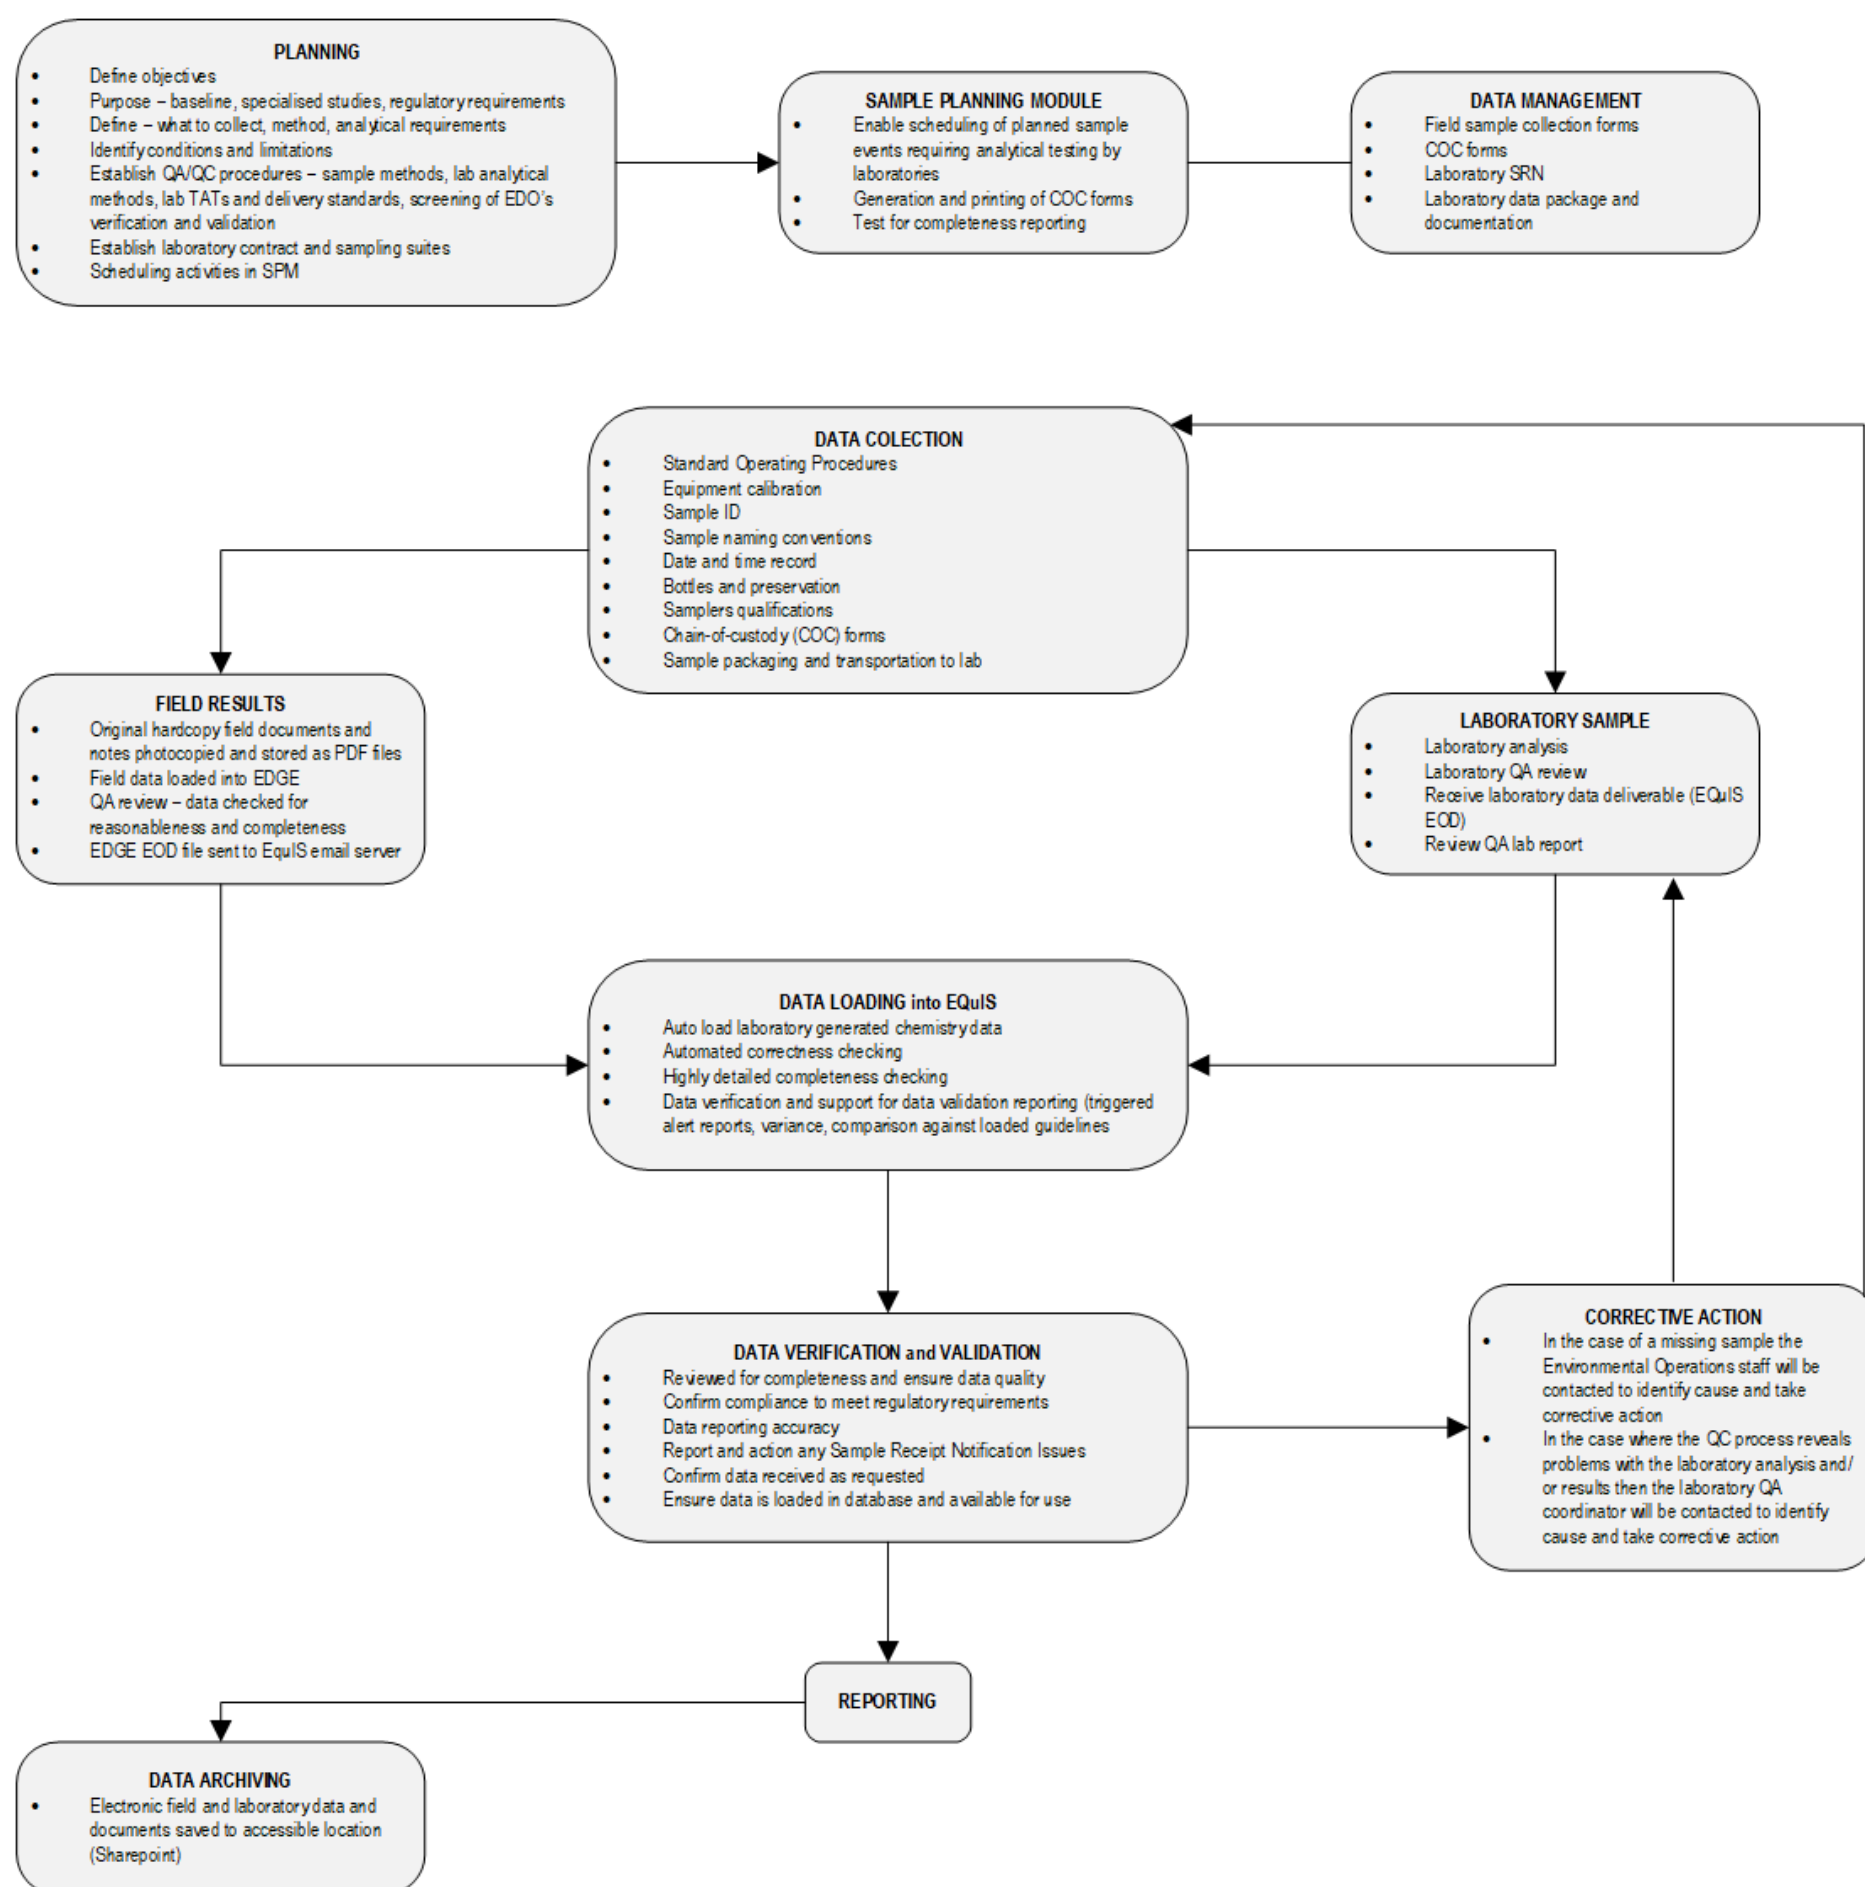 PLANNING
• Define objectives
• Purpose – baseline, specialised studies, regulatory requirements
• Define – what to collect, method, analytical requirements
• Identify conditions and limitations
• Establish QA/QC procedures – sample methods, lab analytical
methods, lab TATs and delivery standards, screening of EDO's
verification and validation
• Establish laboratory contract and sampling suites
• Scheduling activities in SPM
SAMPLE PLANNING MODULE
• Enable scheduling of planned sample
events requiring analytical testing by
laboratories
• Generation and printing of COC forms
• Test for completeness reporting
DATA MANAGEMENT
• Field sample collection forms
• COC forms
• Laboratory SRN
• Laboratory data package and
documentation
DATA COLECTION
• Standard Operating Procedures
• Equipment calibration
• Sample ID
• Sample naming conventions
• Date and time record
• Bottles and preservation
• Samplers qualifications
• Chain-of-custody (COC) forms
• Sample packaging and transportation to lab
FIELD RESULTS
• Original hardcopy field documents and
notes photocopied and stored as PDF files
• Field data loaded into EDGE
• QA review – data checked for
reasonableness and completeness
• EDGE EOD file sent to EquIS email server
LABORATORY SAMPLE
• Laboratory analysis
• Laboratory QA review
• Receive laboratory data deliverable (EQuIS
EOD)
• Review QA lab report
DATA LOADING into EQuIS
• Auto load laboratory generated chemistry data
• Automated correctness checking
• Highly detailed completeness checking
• Data verification and support for data validation reporting (triggered
alert reports, variance, comparison against loaded guidelines
DATA VERIFICATION and VALIDATION
• Reviewed for completeness and ensure data quality
• Confirm compliance to meet regulatory requirements
• Data reporting accuracy
• Report and action any Sample Receipt Notification Issues
• Confirm data received as requested
• Ensure data is loaded in database and available for use
CORRECTIVE ACTION
• In the case of a missing sample the
Environmental Operations staff will be
contacted to identify cause and take
corrective action
• In the case where the QC process reveals
problems with the laboratory analysis and/
or results then the laboratory QA
coordinator will be contacted to identify
cause and take corrective action
REPORTING
DATA ARCHIVING
• Electronic field and laboratory data and
documents saved to accessible location
(Sharepoint)